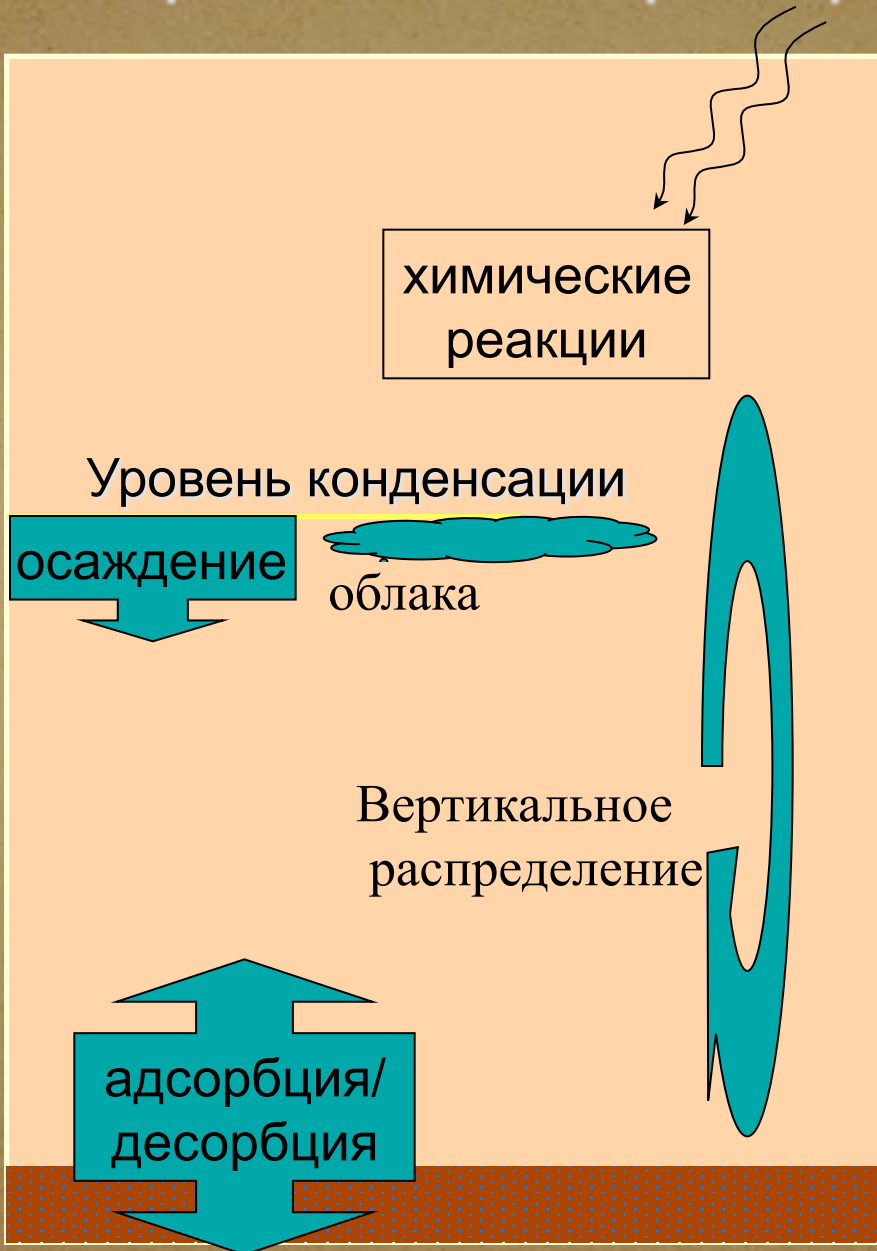 химические
реакции
Уровень конденсации
осаждение
облака
Вертикальное
распределение
адсорбция/
десорбция